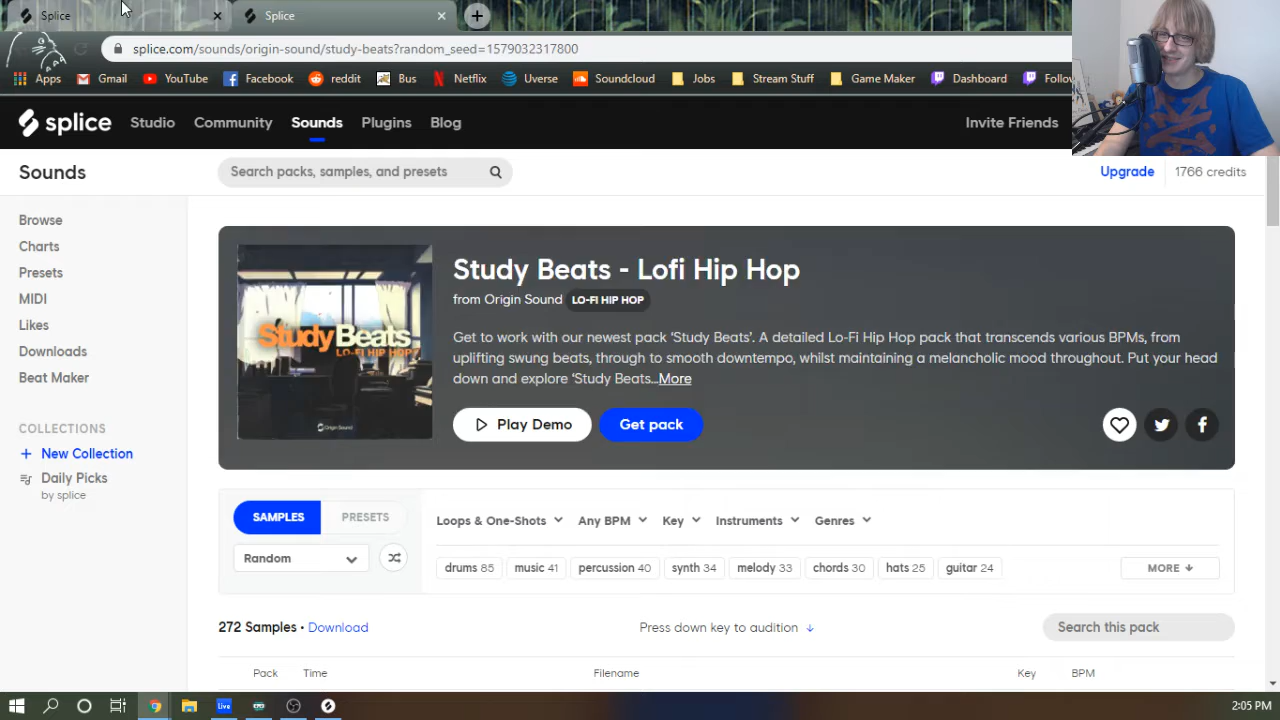 Splice
Splice
splice.com/sounds/origin-sound/study-beats?random_seed=1579032317800
Apps Gmail YouTube Facebook reddit Bus Netflix Uverse Soundcloud Jobs Stream Stuff Game Maker Dashboard Follo
splice Studio Community Sounds Plugins Blog Invite Friends
Sounds Search packs, samples, and presets Upgrade 1766 credits
Browse
Charts
Presets
MIDI
Likes
Downloads
Beat Maker
COLLECTIONS
+ New Collection
Daily Picks
by splice
StudyBeats
LO-FI HIP HOP
Origin Sound
Study Beats - Lofi Hip Hop
from Origin Sound LO-FI HIP HOP
Get to work with our newest pack ‘Study Beats’. A detailed Lo-Fi Hip Hop pack that transcends various BPMs, from
uplifting swung beats, through to smooth downtempo, whilst maintaining a melancholic mood throughout. Put your head
down and explore ‘Study Beats...More
Play Demo Get pack
SAMPLES PRESETS
Loops & One-Shots Any BPM Key Instruments Genres
Random
drums 85 music 41 percussion 40 synth 34 melody 33 chords 30 hats 25 guitar 24 MORE
272 Samples • Download Press down key to audition Search this pack
Pack Time Filename Key BPM
live
2:05 PM